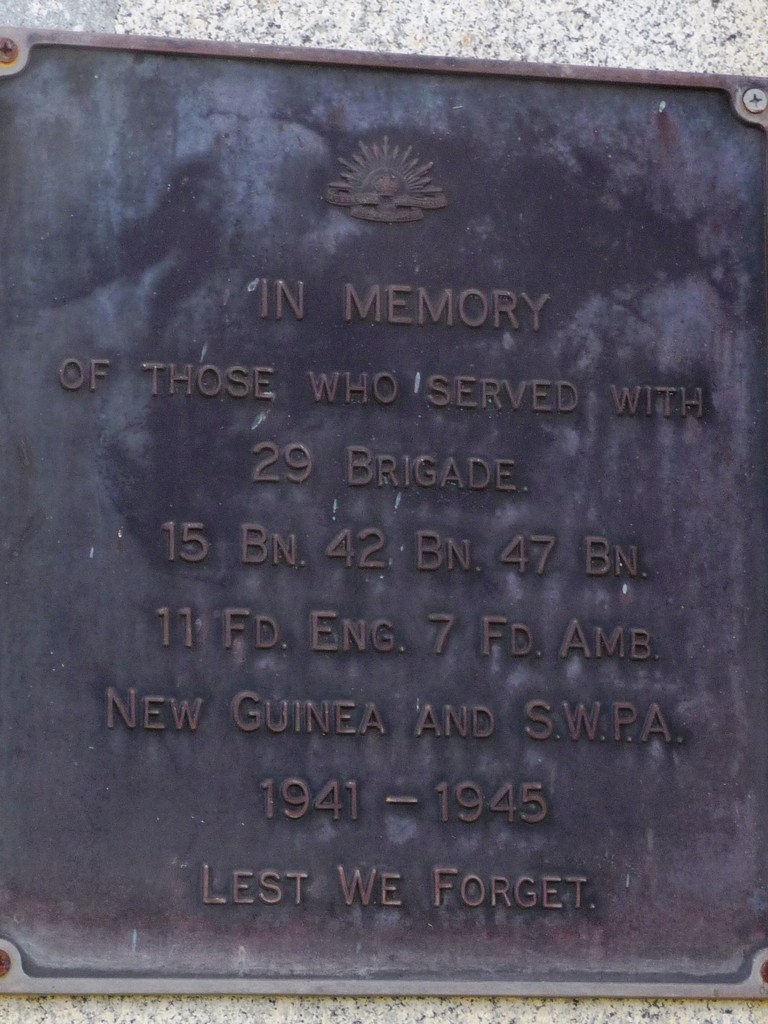 IN MEMORY
OF THOSE WHO SERVED WITH
29 BRIGADE.
15 BN. 42 BN. 47 BN.
11 FD. ENG. 7 FD. AMB.
NEW GUINEA AND S.W.P.A.
1941 – 1945
LEST WE FORGET.